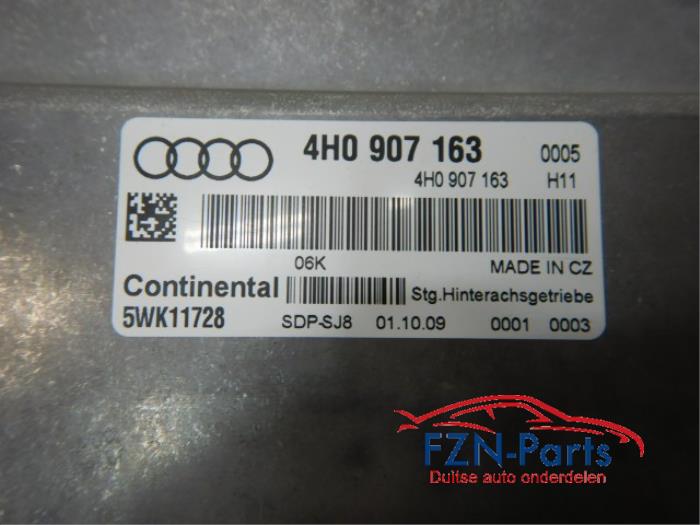 4H0 907 163 0005
4H0 907 163 H11
06K MADE IN CZ
Continental Stg.Hinterachsgetriebe
5WK11728 SDP-SJ8 01.10.09 0001 0003
FZN-Parts
Duitse auto onderdelen